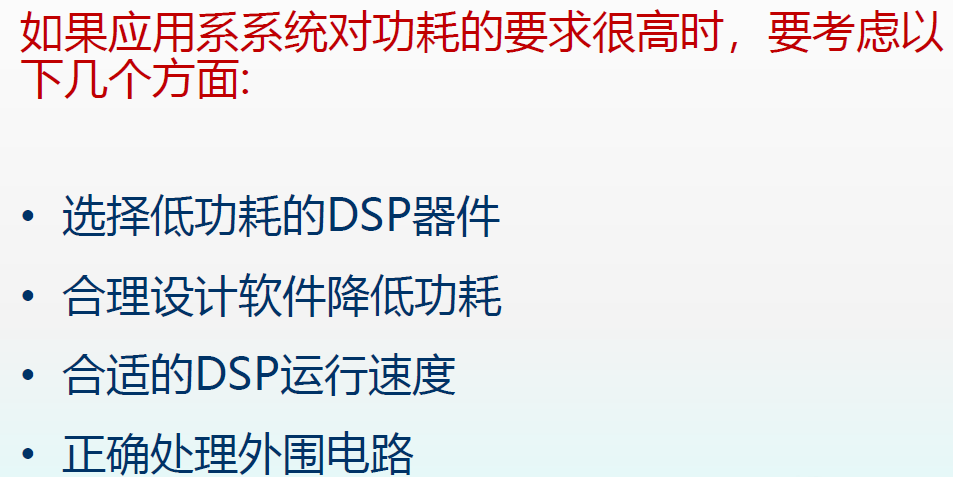 如果应用系系统对功耗的要求很高时，要考虑以
下几个方面:
• 选择低功耗的DSP器件
• 合理设计软件降低功耗
• 合适的DSP运行速度
• 正确处理外围电路